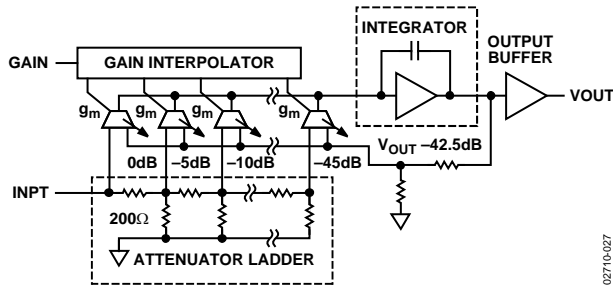 INTEGRATOR
OUTPUT
BUFFER
GAIN
GAIN INTERPOLATOR
gm
gm
gm
gm
VOUT
0dB
–5dB
–10dB
–45dB
VOUT –42.5dB
INPT
200Ω
ATTENUATOR LADDER
02710-027